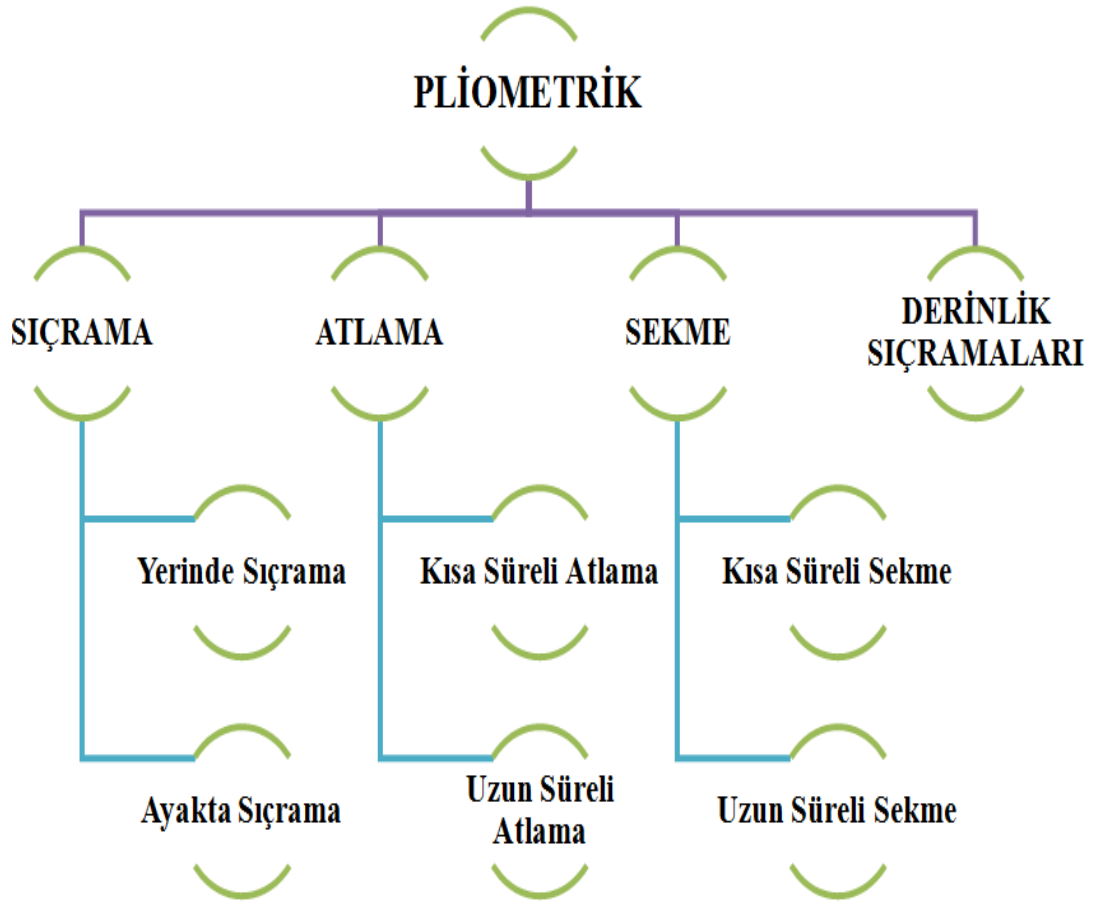 PLİOMETRİK
SIÇRAMA
ATLAMA
SEKME
DERİNLİK
SIÇRAMALARI
Yerinde Sıçrama
Kısa Süreli Atlama
Kısa Süreli Sekme
Ayakta Sıçrama
Uzun Süreli
Atlama
Uzun Süreli Sekme